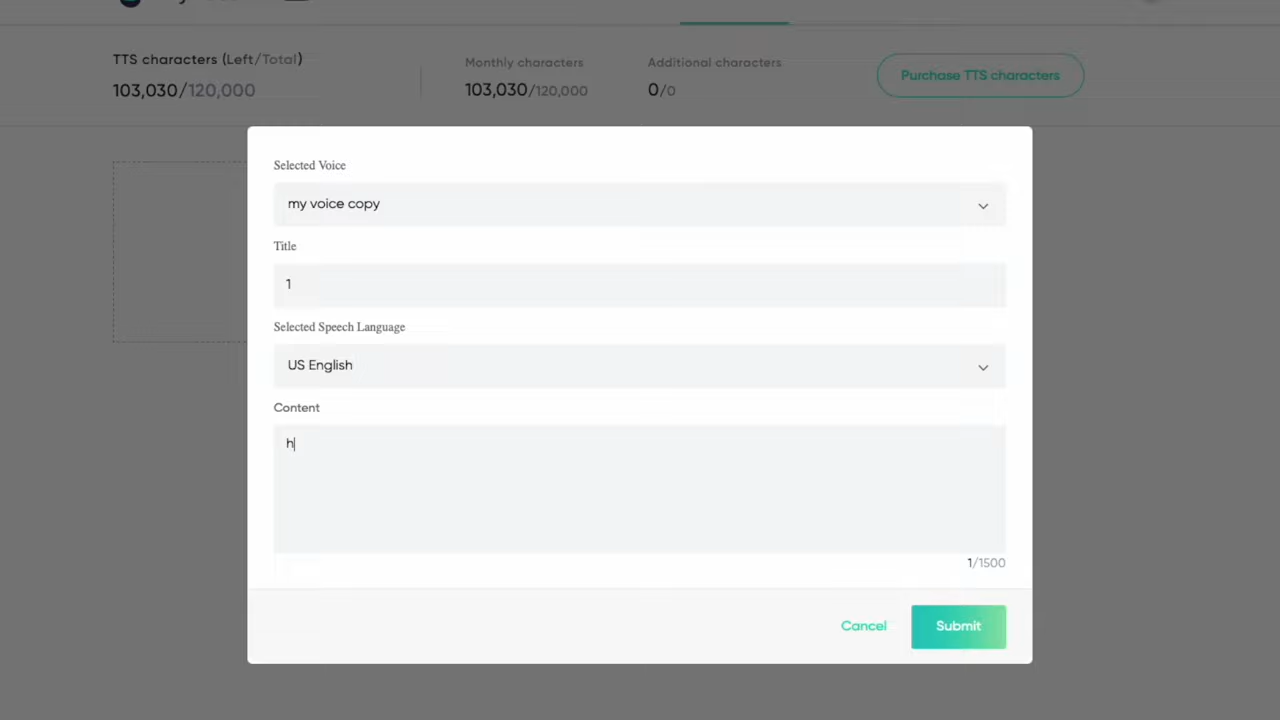 TTS characters (Left/Total)
103,030/120,000
Monthly characters
103,030/120,000
Additional characters
0/0
Purchase TTS characters
Selected Voice
my voice copy
Title
1
Selected Speech Language
US English
Content
h
1/1500
Cancel
Submit